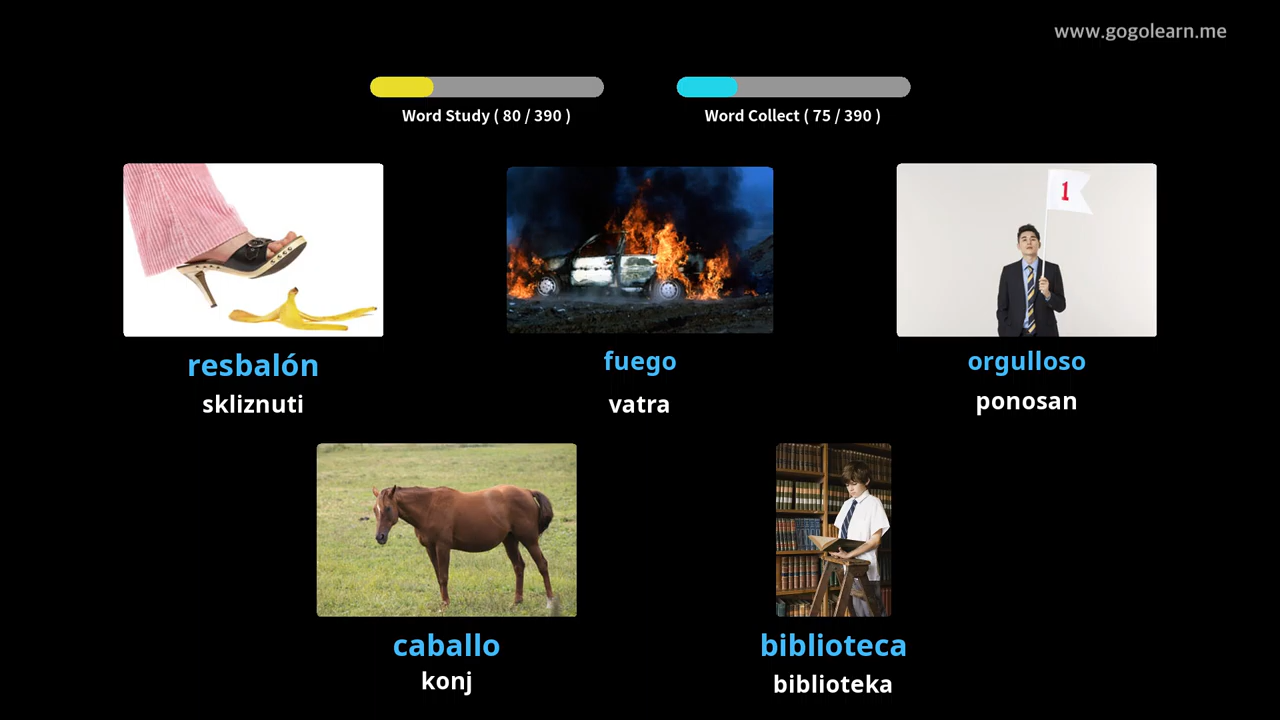 www.gogolearn.me
Word Study ( 80 / 390 )
Word Collect ( 75 / 390 )
1
resbalón
skliznuti
fuego
vatra
orgulloso
ponosan
caballo
konj
biblioteca
biblioteka